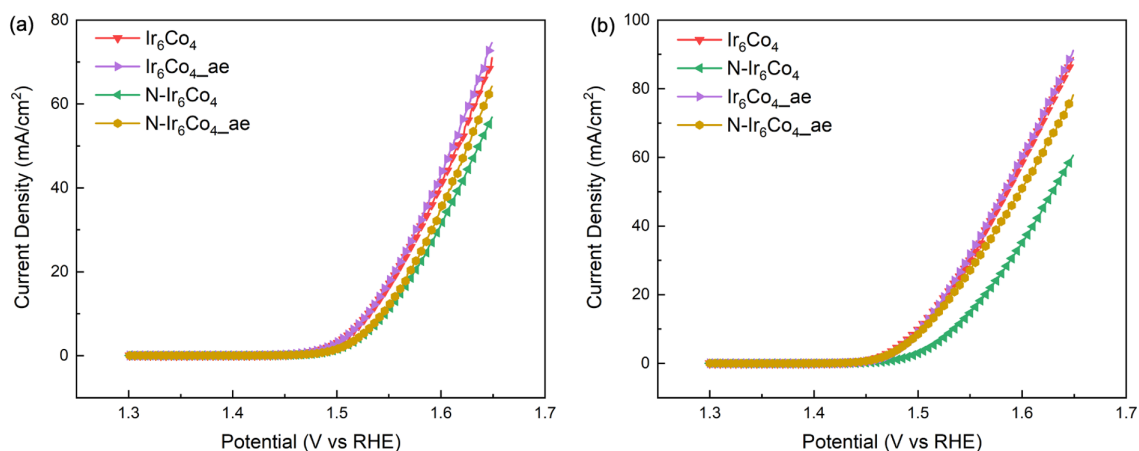 (a)
80
60
40
20
0
Current Density (mA/cm²)
Ir₆Co₄
Ir₆Co₄_ae
N-Ir₆Co₄
N-Ir₆Co₄_ae
1.3 1.4 1.5 1.6 1.7
Potential (V vs RHE)
(b)
100
80
60
40
20
0
Current Density (mA/cm²)
Ir₆Co₄
N-Ir₆Co₄
Ir₆Co₄_ae
N-Ir₆Co₄_ae
1.3 1.4 1.5 1.6 1.7
Potential (V vs RHE)